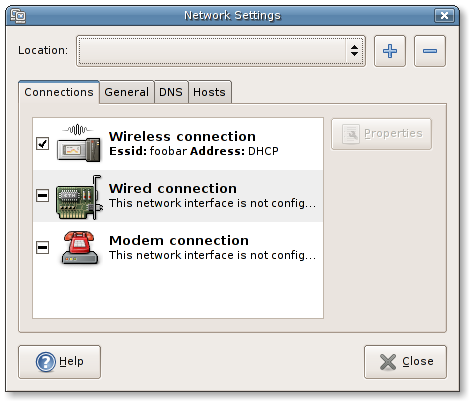 Network Settings
Location:
Connections General DNS Hosts
Wireless connection
Essid: foobar Address: DHCP
Properties
Wired connection
This network interface is not config...
Modem connection
This network interface is not config...
Help Close